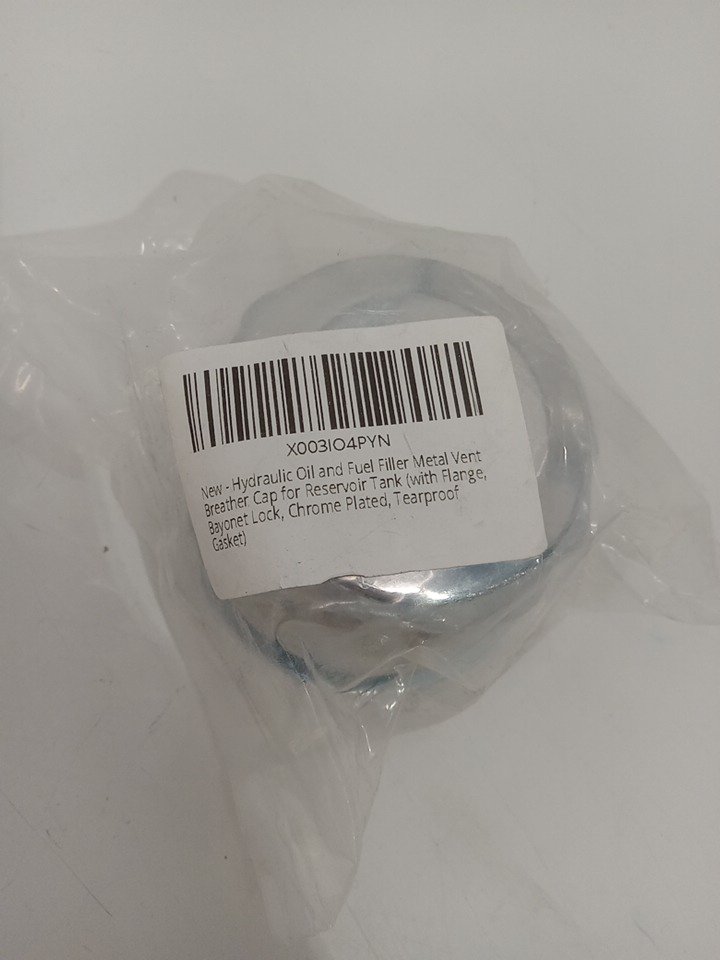 X003IO4PYN
New - Hydraulic Oil and Fuel Filler Metal Vent
Breather Cap for Reservoir Tank (with Flange,
Bayonet Lock, Chrome Plated, Tearproof
Gasket)